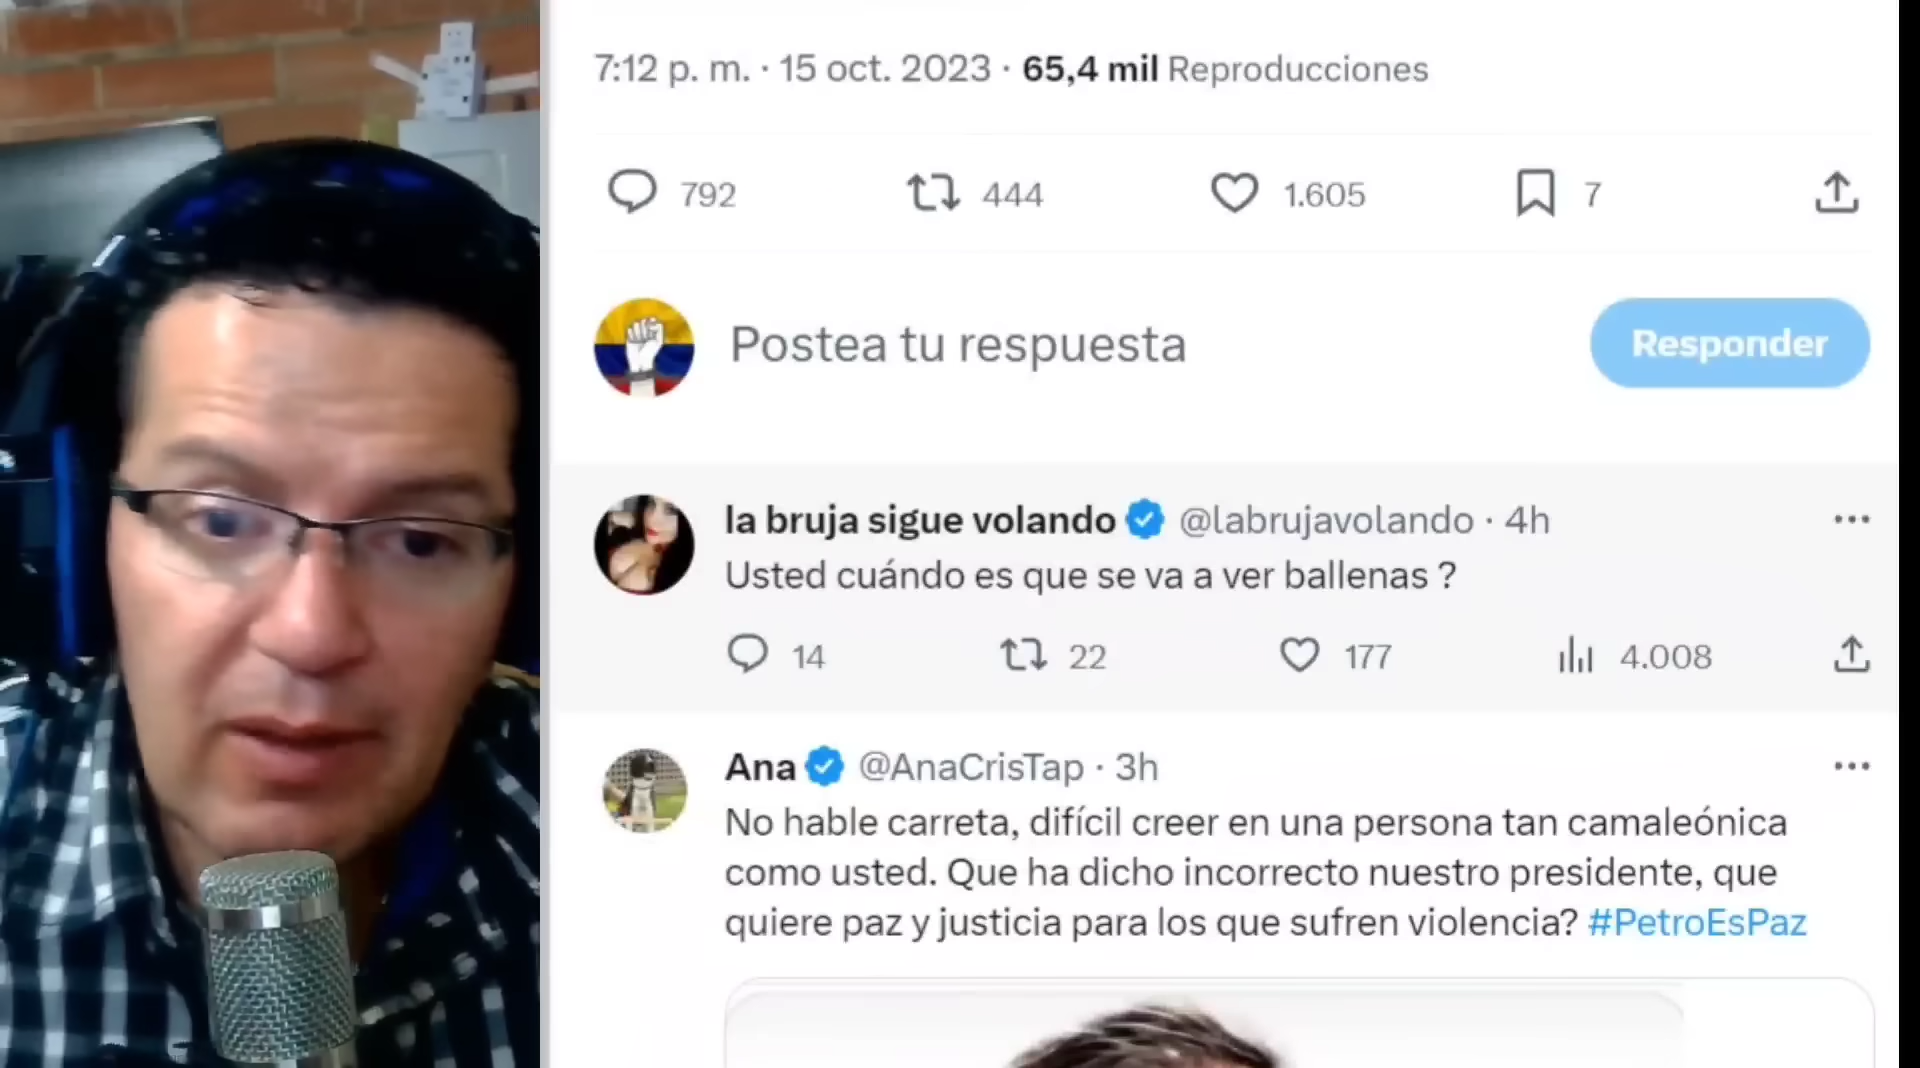 7:12 p. m. · 15 oct. 2023 · 65,4 mil Reproducciones
792 444 1.605 7
Postea tu respuesta
Responder
la bruja sigue volando @labrujavolando · 4h
Usted cuándo es que se va a ver ballenas ?
14 22 177 4.008
Ana @AnaCrisTap · 3h
No hable carreta, difícil creer en una persona tan camaleónica
como usted. Que ha dicho incorrecto nuestro presidente, que
quiere paz y justicia para los que sufren violencia? #PetroEsPaz